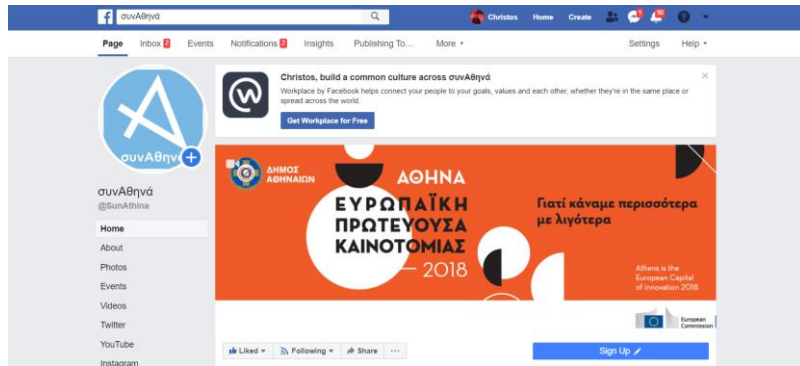 συνΑθηνά
Christos Home Create
Page Inbox 2 Events Notifications Insights Publishing To... More Settings Help
Christos, build a common culture across συνΑθηνά
Workplace by Facebook helps connect your people to your goals, values and each other, whether they're in the same place or
spread across the world.
Get Workplace for Free
συνΑθηνά
ΔΗΜΟΣ
ΑΘΗΝΑΙΩΝ
ΑΘΗΝΑ
ΕΥΡΩΠΑΪΚΗ
ΠΡΩΤΕΥΟΥΣΑ
ΚΑΙΝΟΤΟΜΙΑΣ
2018
Γιατί κάναμε περισσότερα
με λιγότερα
Athens is the
European Capital
of Innovation 2018
European
Commission
συνΑθηνά
@SunAthina
Home
About
Photos
Events
Videos
Twitter
YouTube
Instagram
Liked Following Share ...
Sign Up